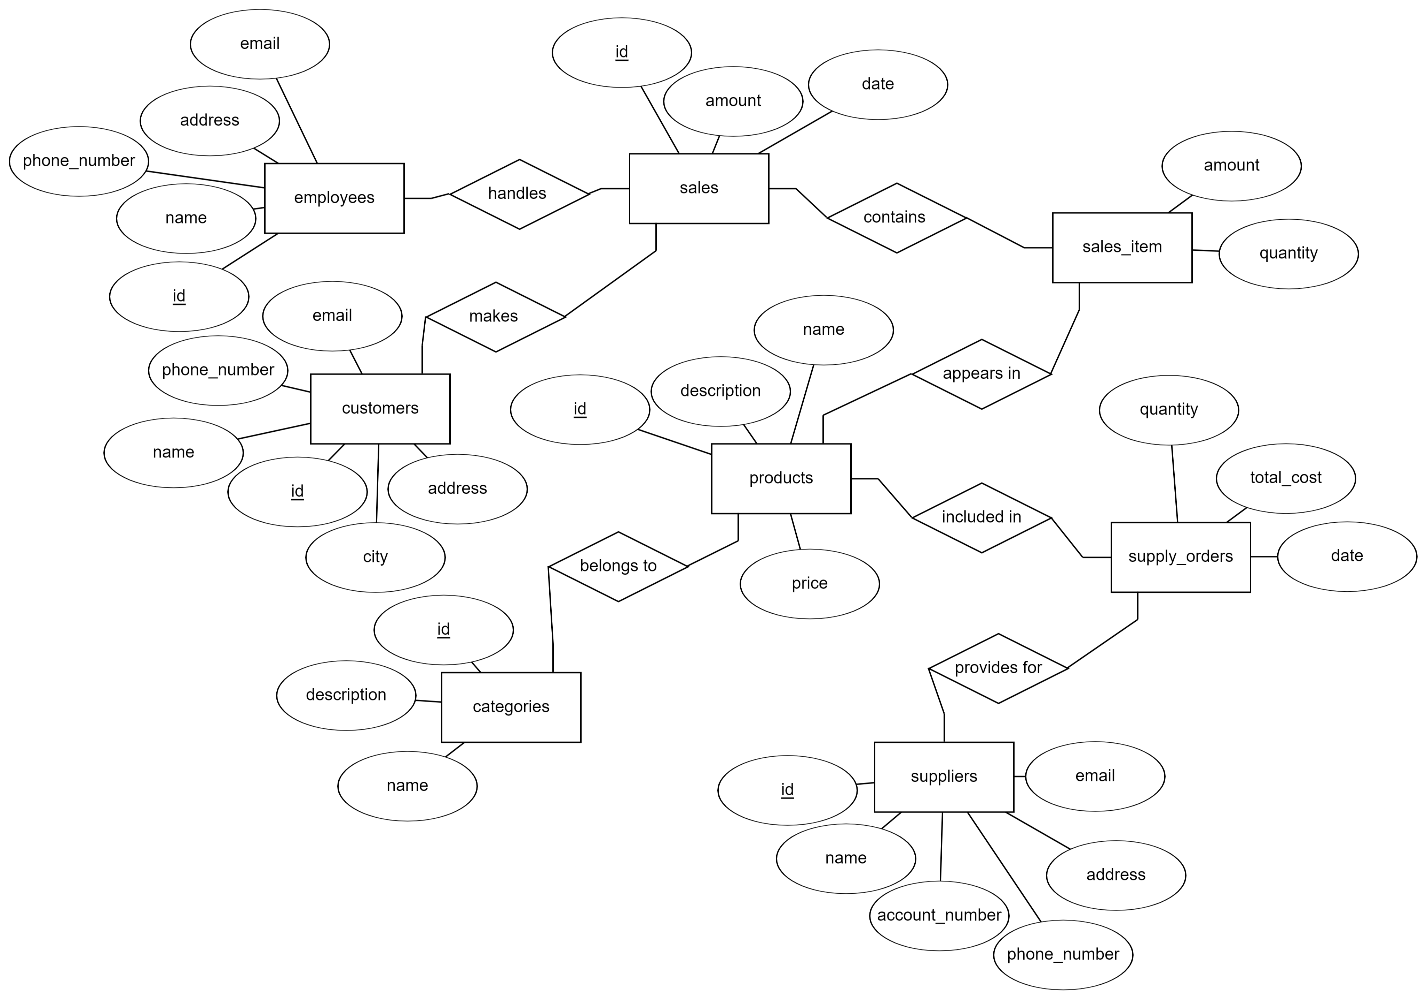 email
id
date
amount
address
phone_number
amount
employees
handles
sales
name
contains
sales_item
quantity
id
email
makes
name
phone_number
appears in
description
customers
id
quantity
name
products
total_cost
id
address
included in
city
belongs to
price
supply_orders
date
id
description
categories
provides for
name
suppliers
email
id
name
address
account_number
phone_number